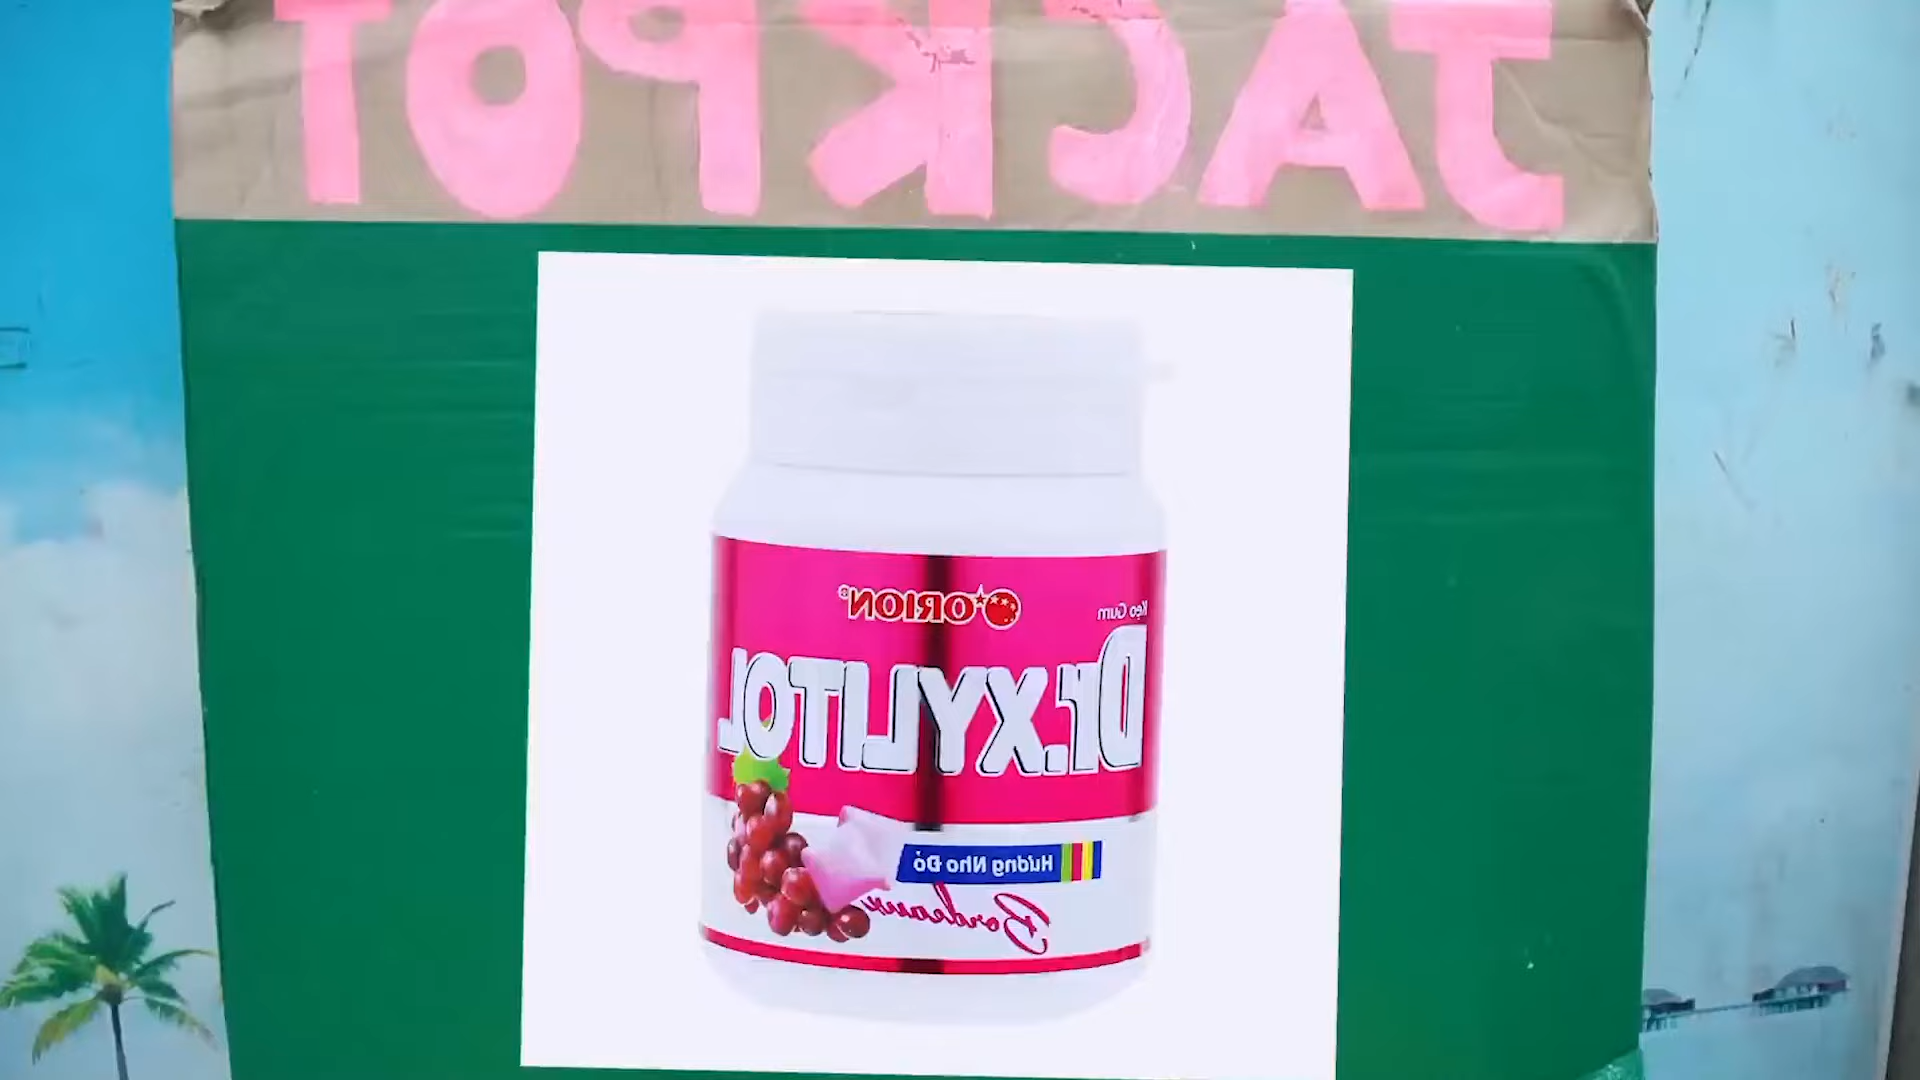 JACKPOT
ORION®
Kẹo Gum
Dr.XYLITOL
Hương Nho Đỏ
Bordeaux